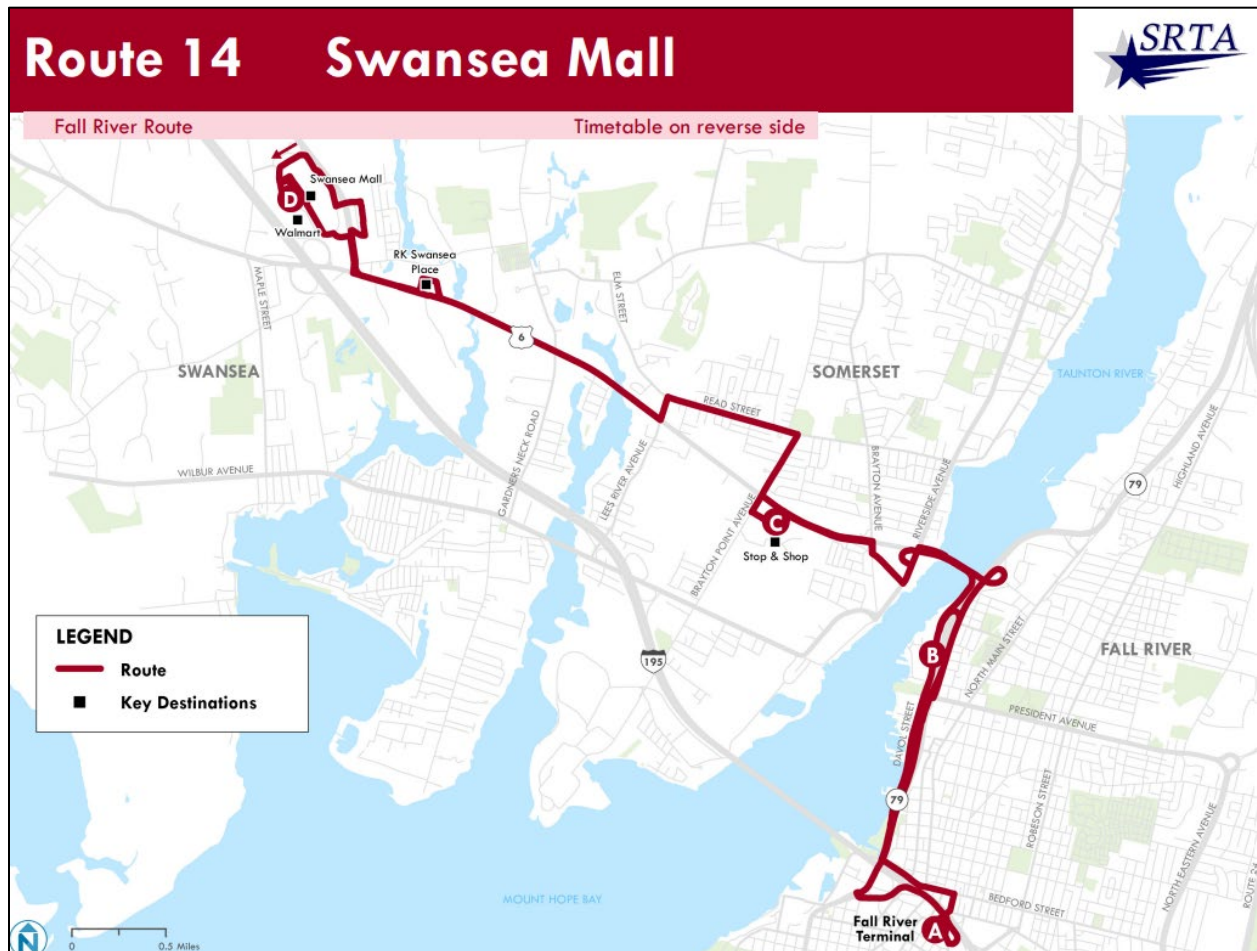 Route 14 Swansea Mall
SRTA
Fall River Route
Timetable on reverse side
D
Swansea Mall
Walmart
RK Swansea
Place
MAPLE STREET
ELM STREET
6
SWANSEA
SOMERSET
TAUNTON RIVER
READ STREET
HIGHLAND AVENUE
79
WILBUR AVENUE
GARDNERS NECK ROAD
LEES RIVER AVENUE
BRAYTON AVENUE
RIVERSIDE AVENUE
BRAYTON POINT AVENUE
C
Stop & Shop
LEGEND
Route
Key Destinations
195
B
NORTH MAIN STREET
FALL RIVER
DAVOL STREET
PRESIDENT AVENUE
79
ROBESON STREET
NORTH EASTERN AVENUE
ROUTE 24
MOUNT HOPE BAY
BEDFORD STREET
Fall River
Terminal
A
N
0 0.5 Miles